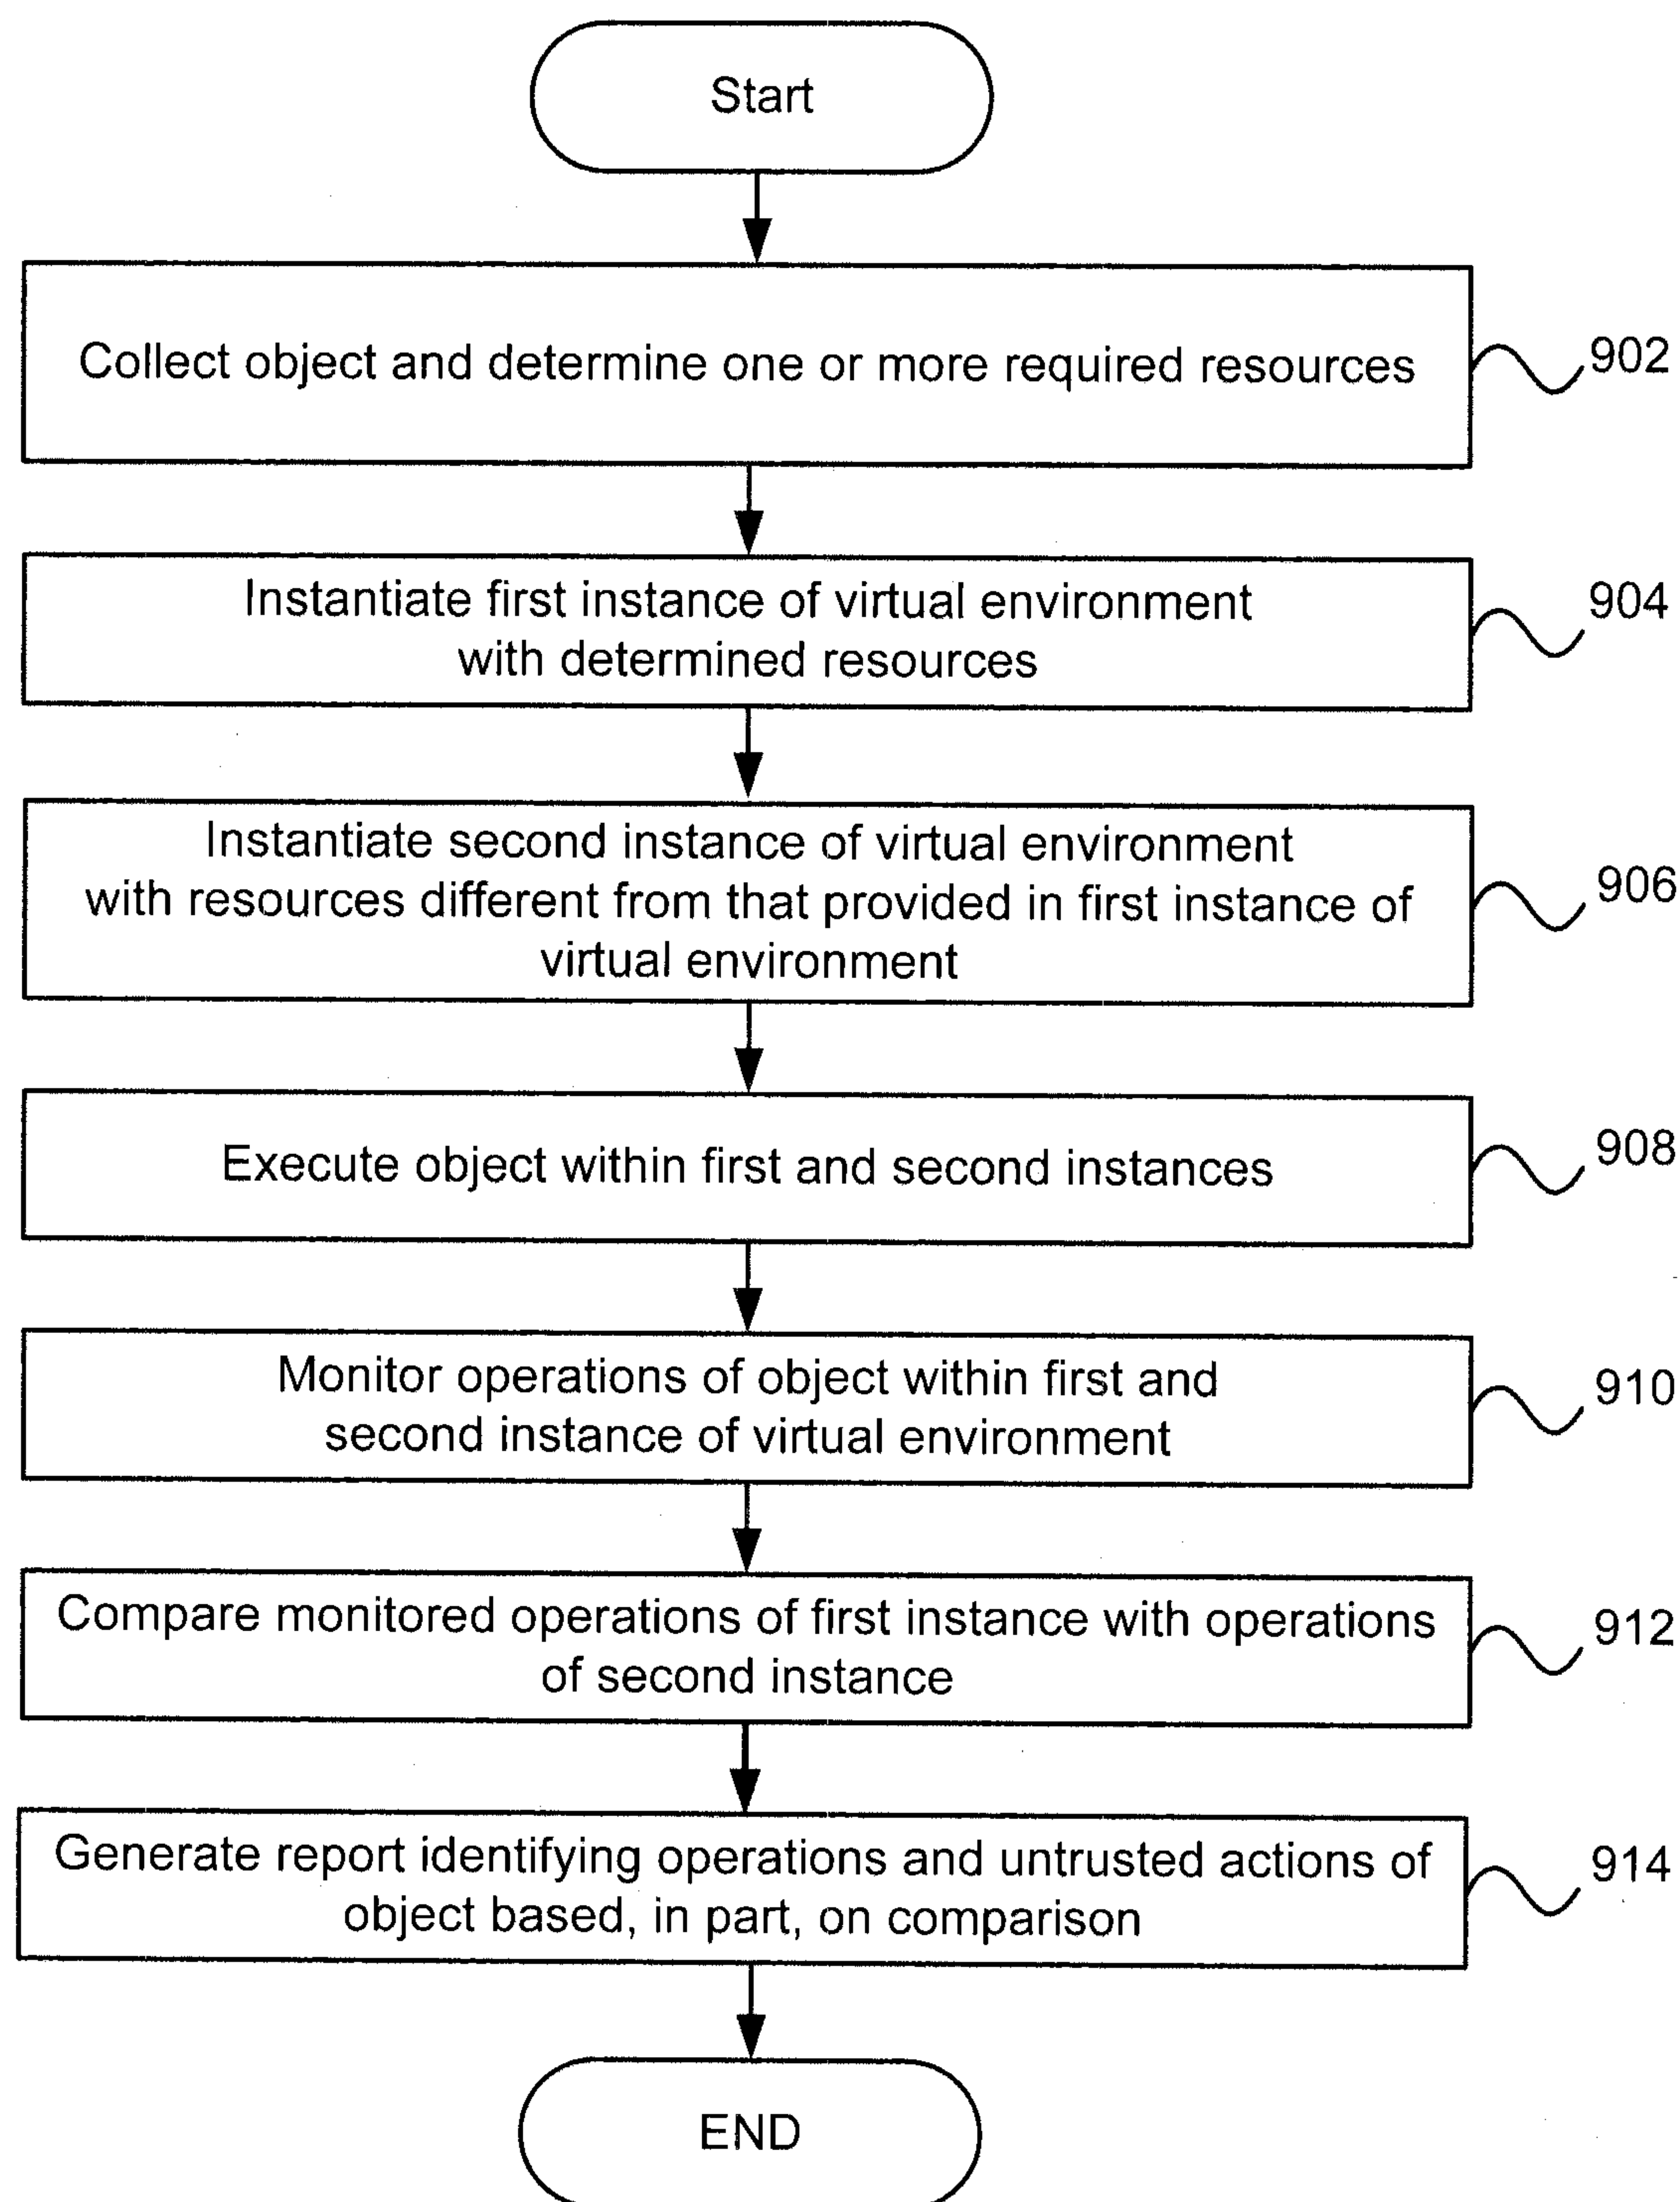 Start
Collect object and determine one or more required resources
902
Instantiate first instance of virtual environment
with determined resources
904
Instantiate second instance of virtual environment
with resources different from that provided in first instance of
virtual environment
906
Execute object within first and second instances
908
Monitor operations of object within first and
second instance of virtual environment
910
Compare monitored operations of first instance with operations
of second instance
912
Generate report identifying operations and untrusted actions of
object based, in part, on comparison
914
END